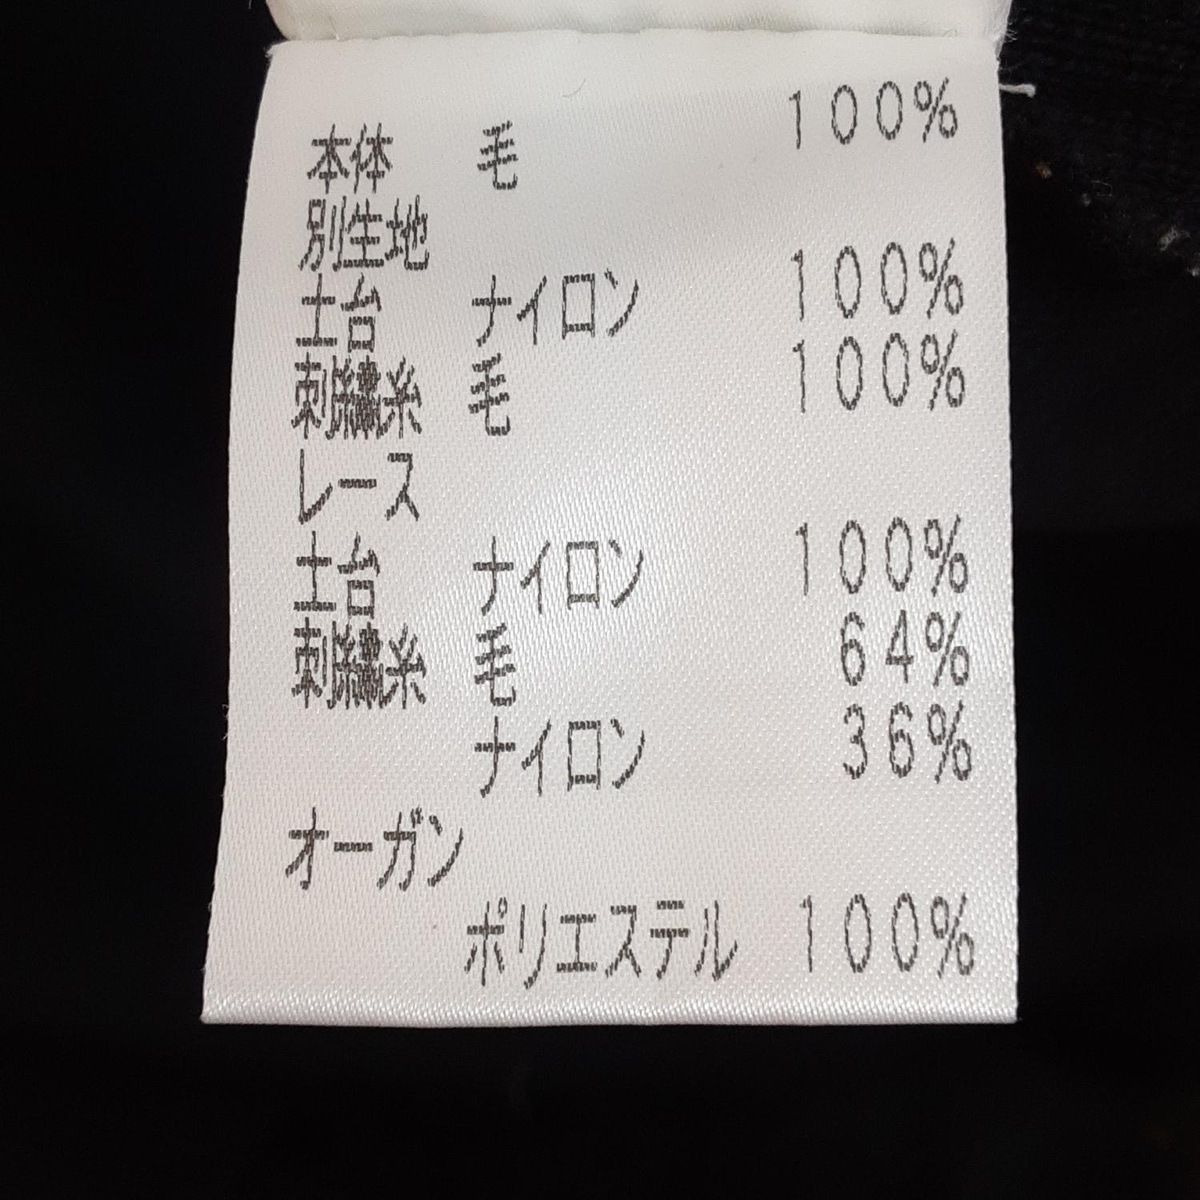 本体 毛 100%
別生地
土台 ナイロン 100%
刺繍糸 毛 100%
レース
土台 ナイロン 100%
刺繍糸 毛 64%
ナイロン 36%
オーガン
ポリエステル 100%